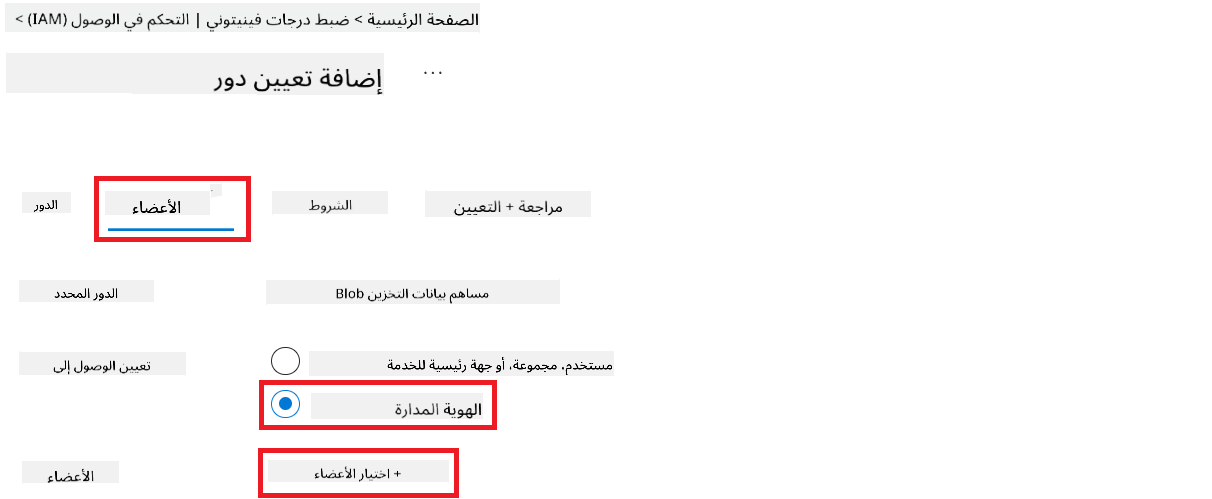 الصفحة الرئيسية > ضبط درجات فينيتوني | التحكم في الوصول (IAM) >
إضافة تعيين دور ...
الدور الأعضاء الشروط مراجعة + التعيين
الدور المحدد مساهم بيانات التخزين Blob
تعيين الوصول إلى مستخدم، مجموعة، أو جهة رئيسية للخدمة
الهوية المدارة
الأعضاء + اختيار الأعضاء